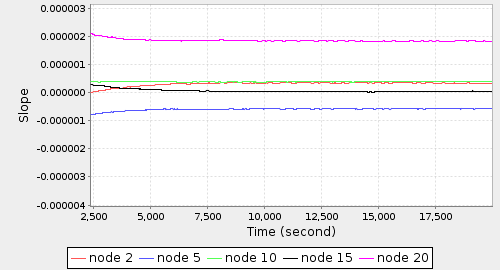 0.000003
0.000002
0.000001
0.000000
-0.000001
-0.000002
-0.000003
-0.000004
Slope
2,500 5,000 7,500 10,000 12,500 15,000 17,500
Time (second)
node 2 node 5 node 10 node 15 node 20